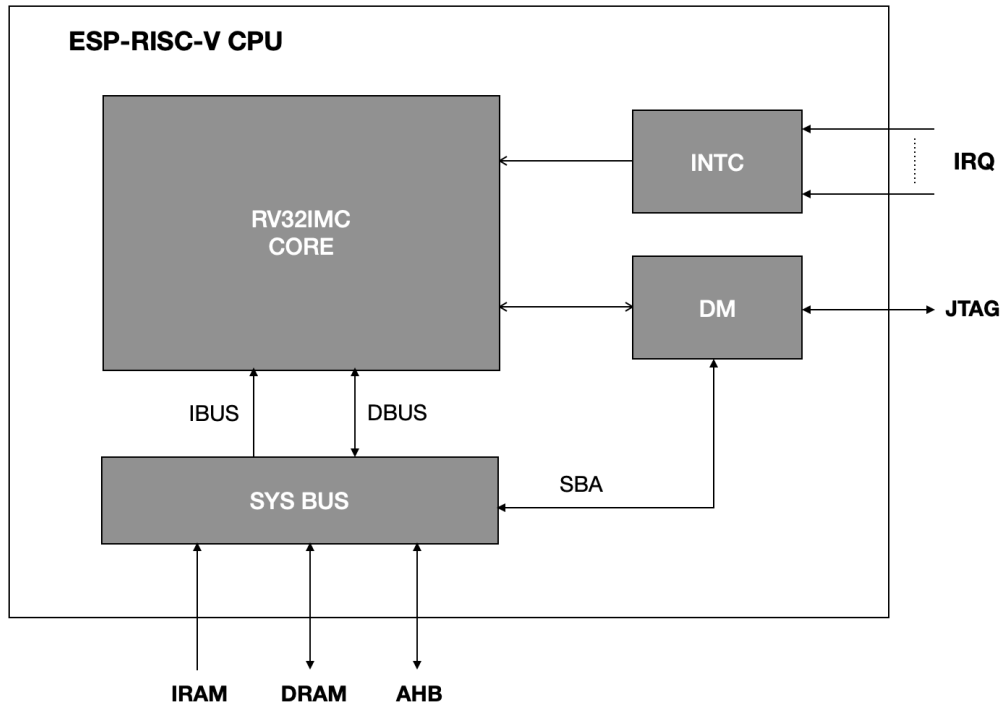 ESP-RISC-V CPU
RV32IMC
CORE
INTC
IRQ
DM
JTAG
IBUS
DBUS
SYS BUS
SBA
IRAM
DRAM
AHB